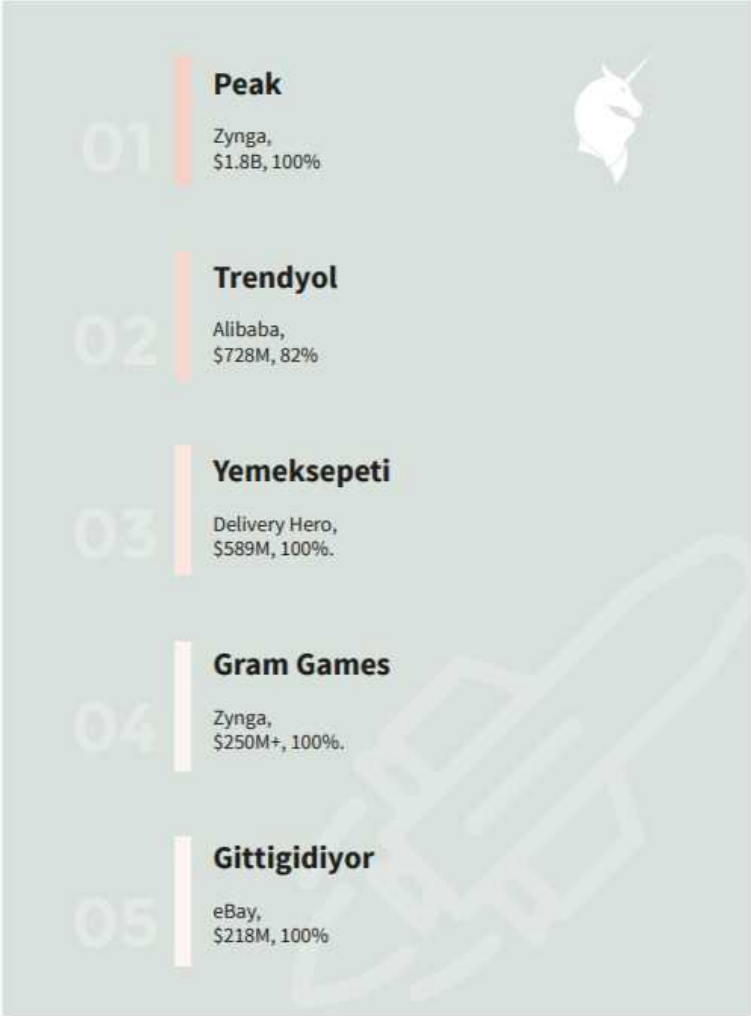 01
Peak
Zynga,
$1.8B, 100%
02
Trendyol
Alibaba,
$728M, 82%
03
Yemeksepeti
Delivery Hero,
$589M, 100%.
04
Gram Games
Zynga,
$250M+, 100%.
05
Gittigidiyor
eBay,
$218M, 100%